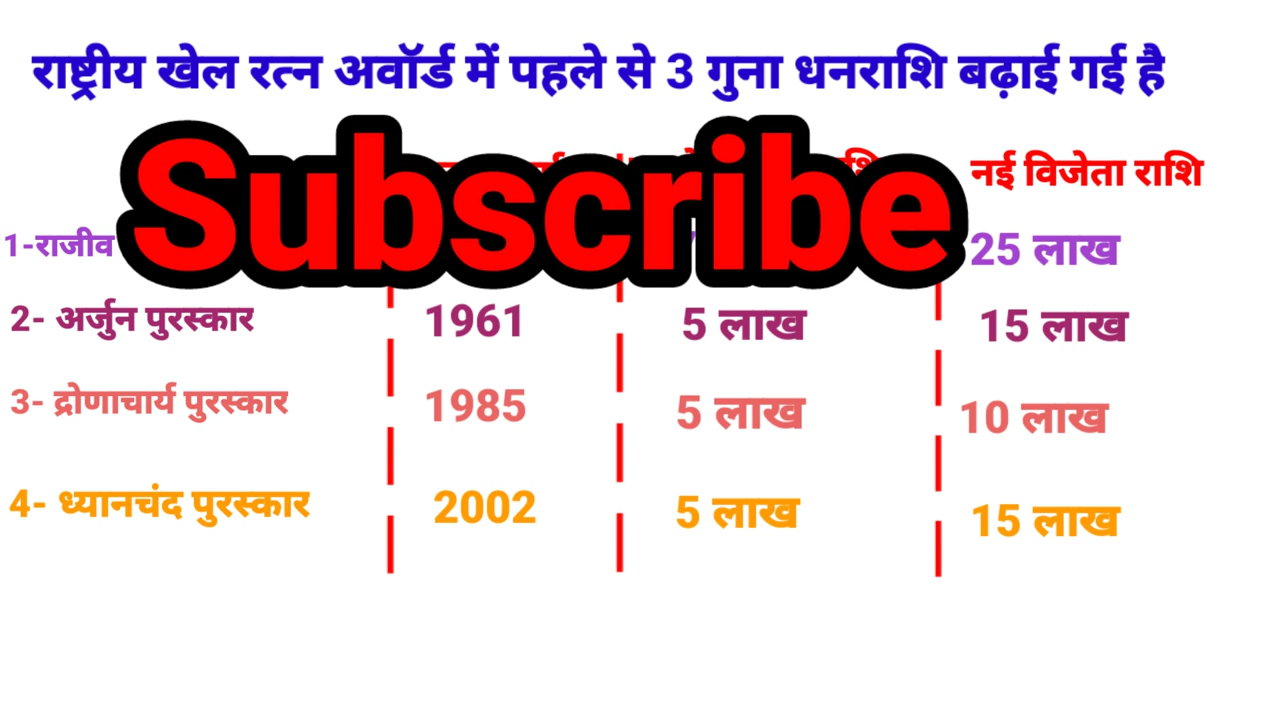 राष्ट्रीय खेल रत्न अवॉर्ड में पहले से 3 गुना धनराशि बढ़ाई गई है
Subscribe
नई विजेता राशि
1-राजीव 25 लाख
2- अर्जुन पुरस्कार 1961 5 लाख 15 लाख
3- द्रोणाचार्य पुरस्कार 1985 5 लाख 10 लाख
4- ध्यानचंद पुरस्कार 2002 5 लाख 15 लाख